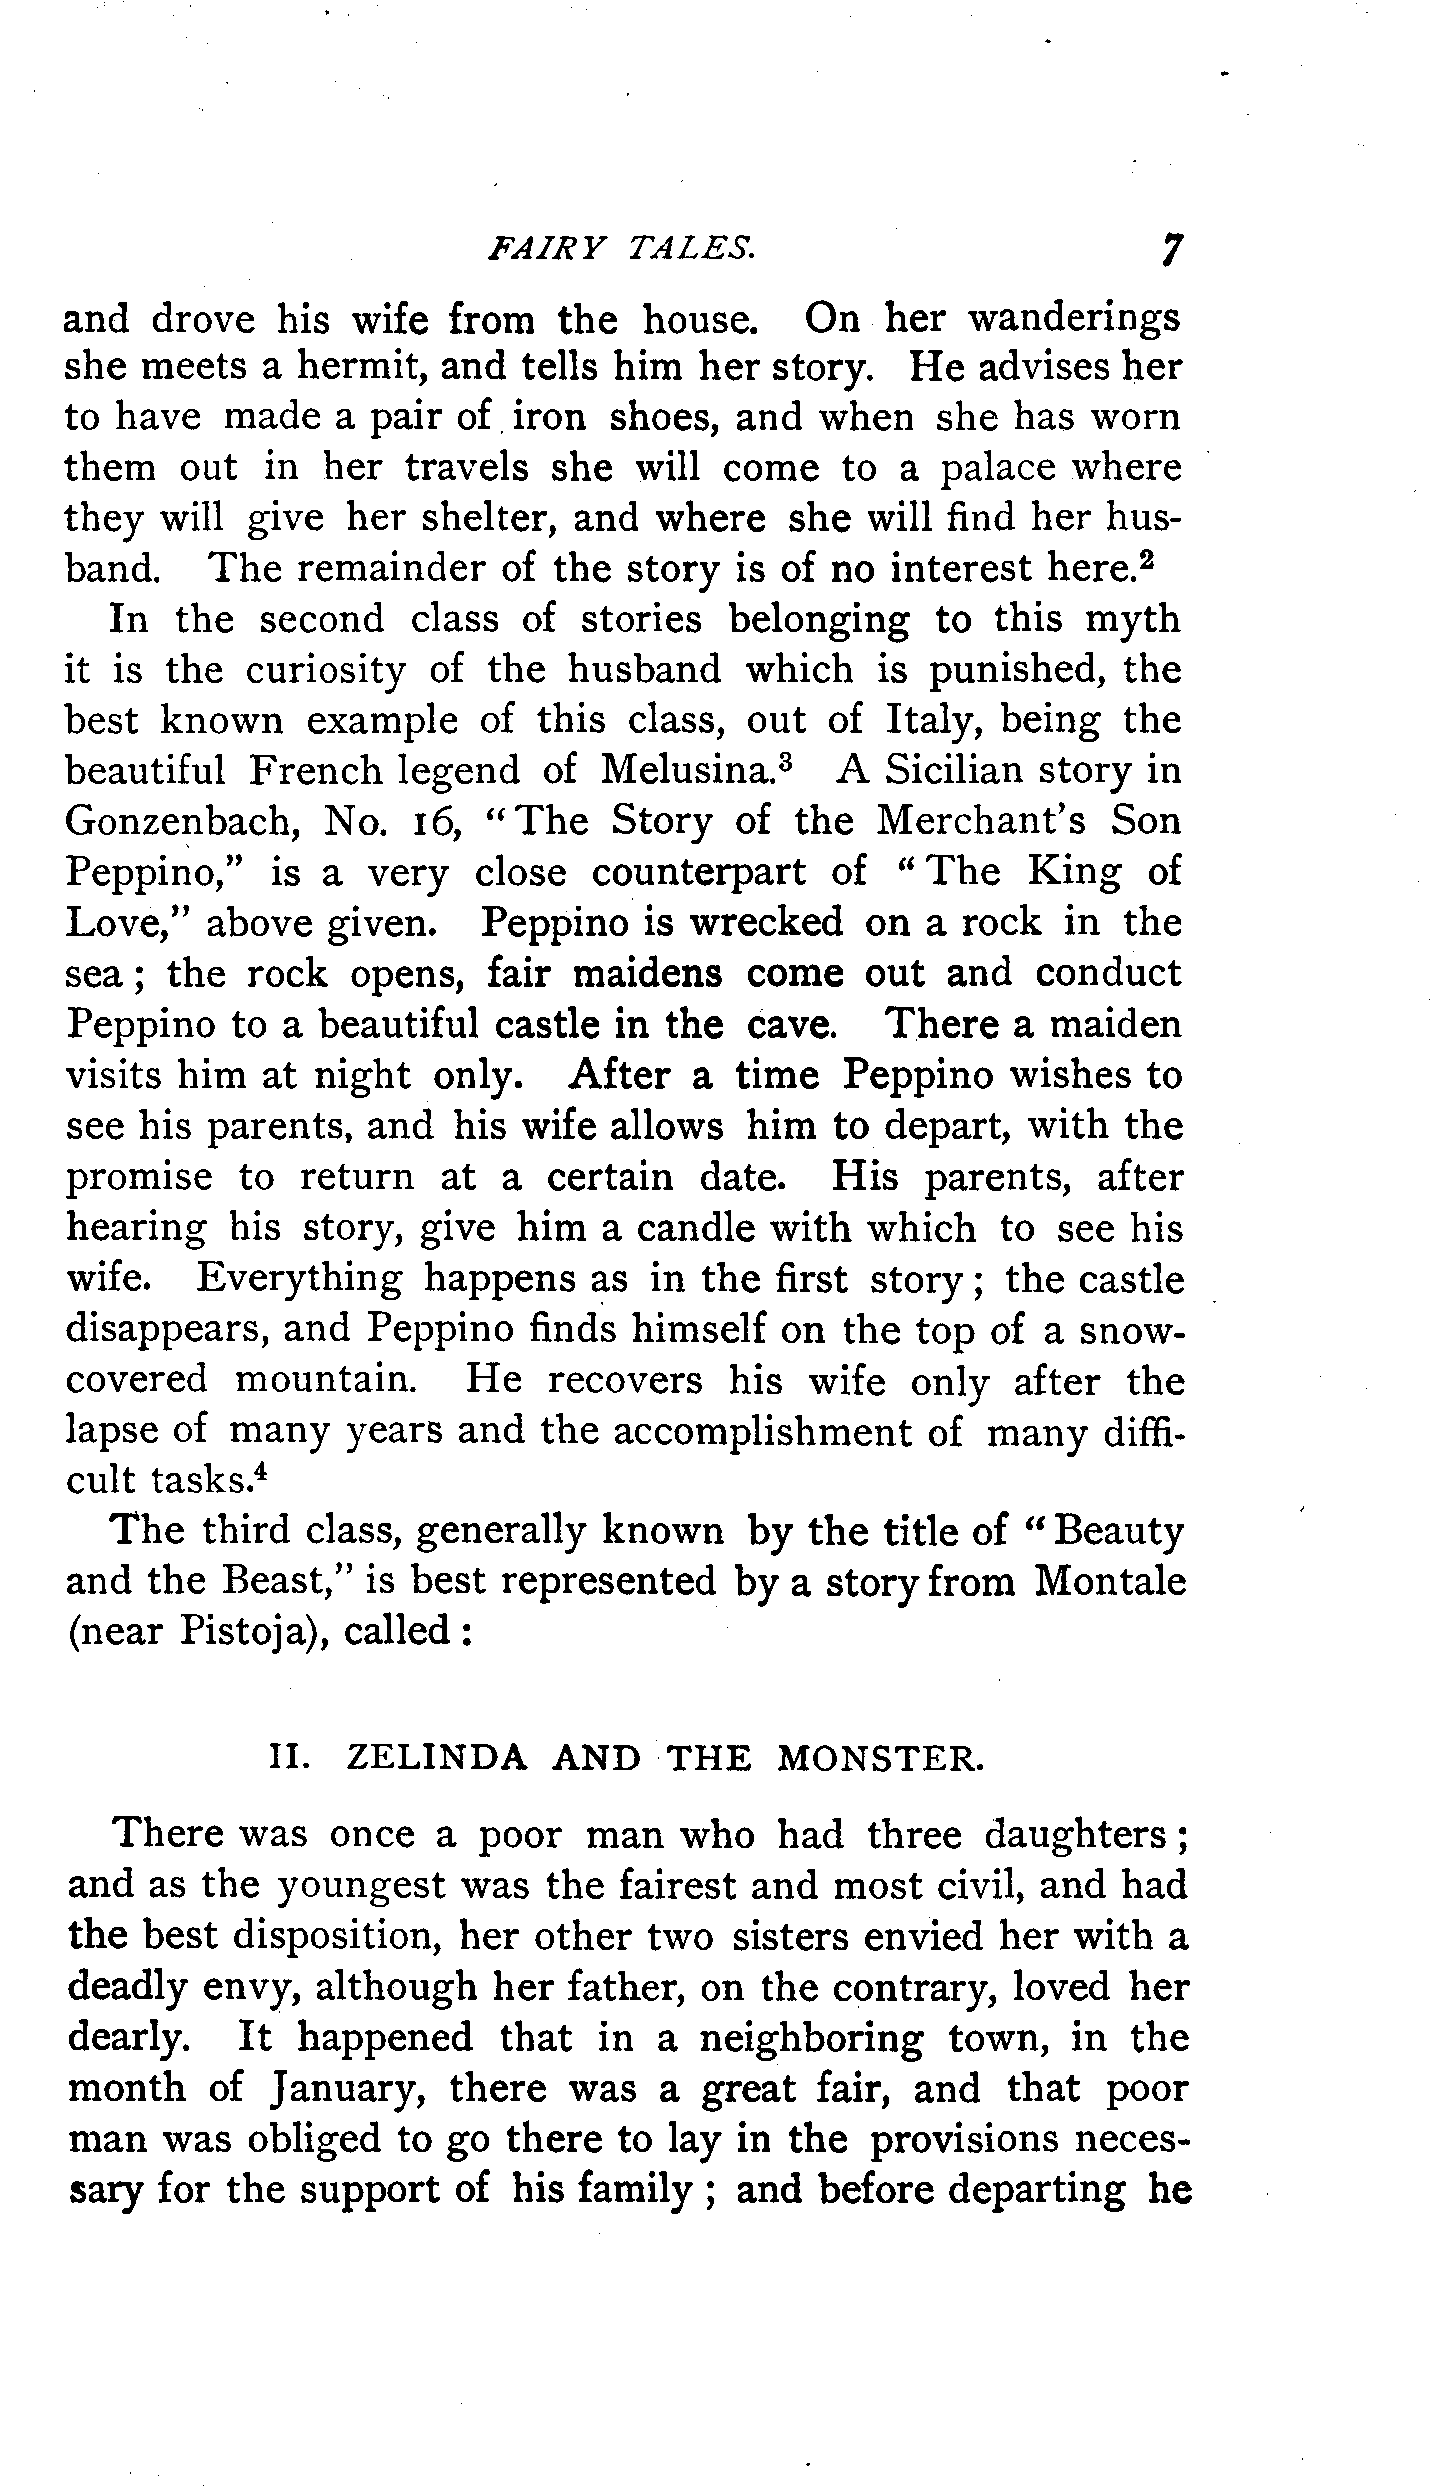 FAIRY TALES. 7
and drove his wife from the house. On her wanderings
she meets a hermit, and tells him her story. He advises her
to have made a pair of iron shoes, and when she has worn
them out in her travels she will come to a palace where
they will give her shelter, and where she will find her hus-
band. The remainder of the story is of no interest here.²
In the second class of stories belonging to this myth
it is the curiosity of the husband which is punished, the
best known example of this class, out of Italy, being the
beautiful French legend of Melusina.³ A Sicilian story in
Gonzenbach, No. 16, "The Story of the Merchant's Son
Peppino," is a very close counterpart of "The King of
Love," above given. Peppino is wrecked on a rock in the
sea; the rock opens, fair maidens come out and conduct
Peppino to a beautiful castle in the cave. There a maiden
visits him at night only. After a time Peppino wishes to
see his parents, and his wife allows him to depart, with the
promise to return at a certain date. His parents, after
hearing his story, give him a candle with which to see his
wife. Everything happens as in the first story; the castle
disappears, and Peppino finds himself on the top of a snow-
covered mountain. He recovers his wife only after the
lapse of many years and the accomplishment of many diffi-
cult tasks.⁴
The third class, generally known by the title of "Beauty
and the Beast," is best represented by a story from Montale
(near Pistoja), called:
II. ZELINDA AND THE MONSTER.
There was once a poor man who had three daughters;
and as the youngest was the fairest and most civil, and had
the best disposition, her other two sisters envied her with a
deadly envy, although her father, on the contrary, loved her
dearly. It happened that in a neighboring town, in the
month of January, there was a great fair, and that poor
man was obliged to go there to lay in the provisions neces-
sary for the support of his family; and before departing he